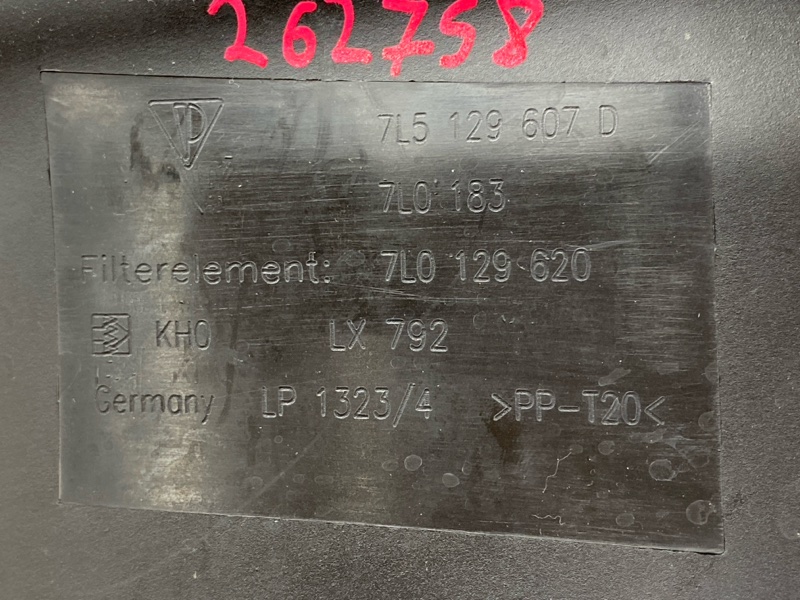 262758
7L5 129 607 D
7L0 183
Filterelement: 7L0 129 620
KHO LX 792
Germany LP 1323/4 >PP-T20<